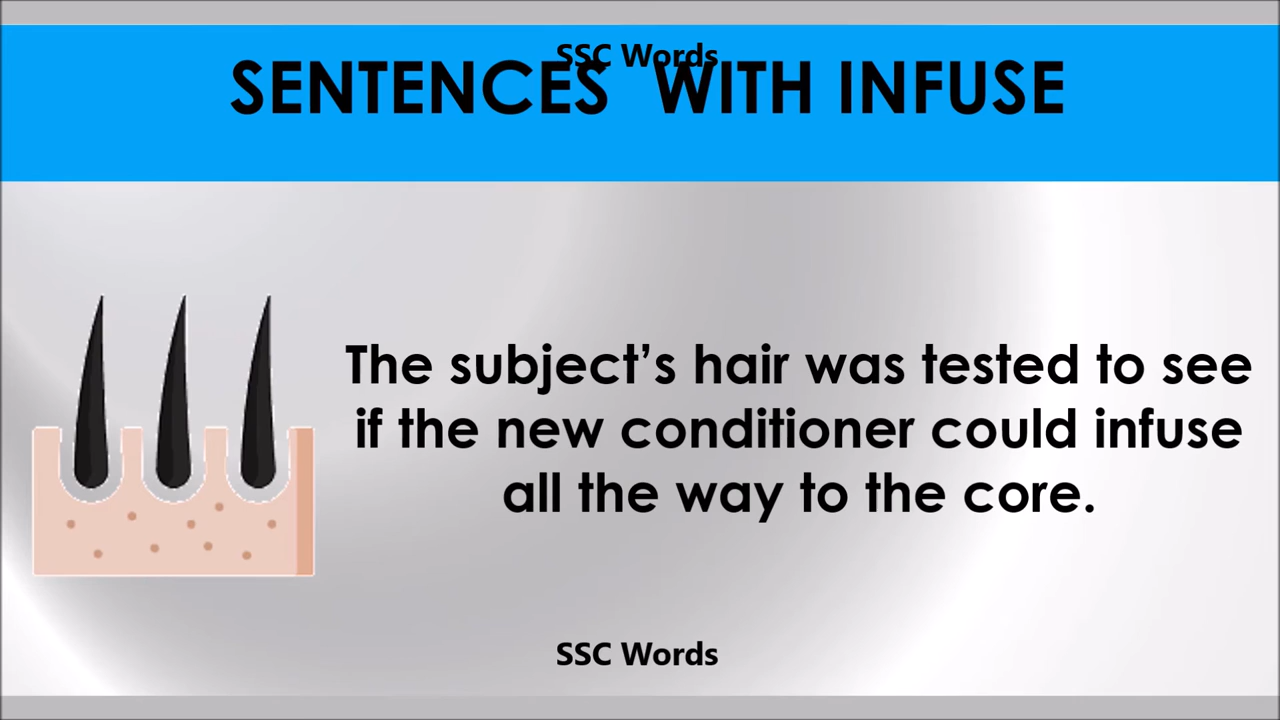 SSC Words
SENTENCES WITH INFUSE
The subject’s hair was tested to see
if the new conditioner could infuse
all the way to the core.
SSC Words